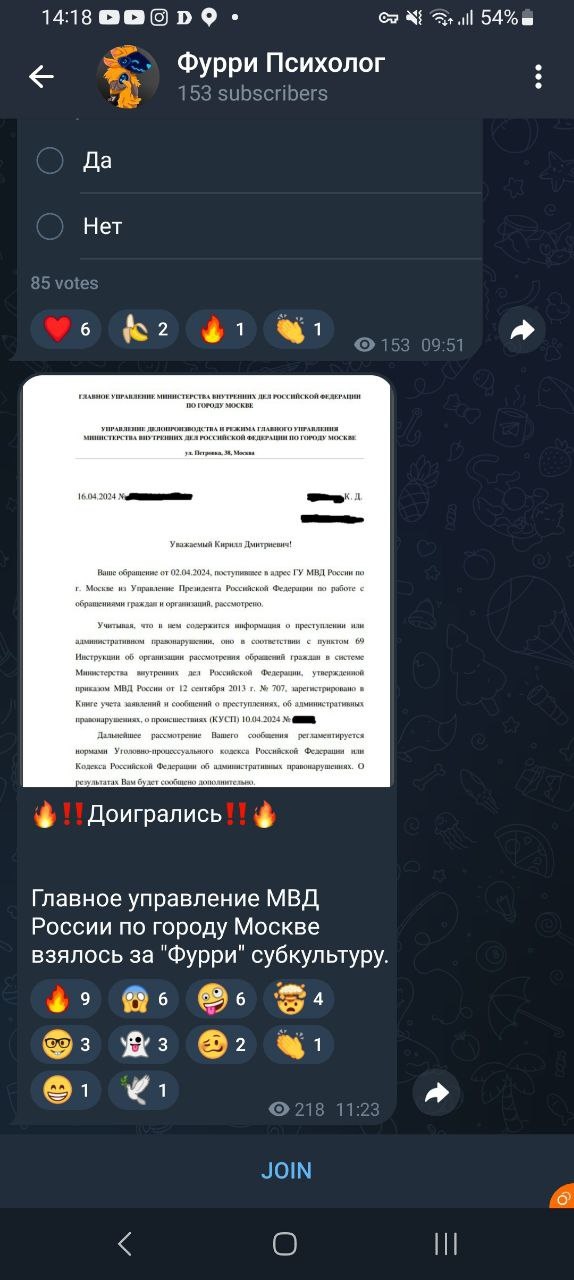 14:18
54%
Фурри Психолог
153 subscribers
Да
Нет
85 votes
6
2
1
1
153 09:51
ГЛАВНОЕ УПРАВЛЕНИЕ МИНИСТЕРСТВА ВНУТРЕННИХ ДЕЛ РОССИЙСКОЙ ФЕДЕРАЦИИ
ПО ГОРОДУ МОСКВЕ
УПРАВЛЕНИЕ ДЕЛОПРОИЗВОДСТВА И РЕЖИМА ГЛАВНОГО УПРАВЛЕНИЯ
МИНИСТЕРСТВА ВНУТРЕННИХ ДЕЛ РОССИЙСКОЙ ФЕДЕРАЦИИ ПО ГОРОДУ МОСКВЕ
ул. Петровка, 38, Москва
16.04.2024 №
К. Д.
Уважаемый Кирилл Дмитриевич!
Ваше обращение от 02.04.2024, поступившее в адрес ГУ МВД России по
г. Москве из Управления Президента Российской Федерации по работе с
обращениями граждан и организаций, рассмотрено.
Учитывая, что в нем содержится информация о преступлении или
административном правонарушении, оно в соответствии с пунктом 69
Инструкции об организации рассмотрения обращений граждан в системе
Министерства внутренних дел Российской Федерации, утвержденной
приказом МВД России от 12 сентября 2013 г. № 707, зарегистрировано в
Книге учета заявлений и сообщений о преступлениях, об административных
правонарушениях, о происшествиях (КУСП) 10.04.2024 №
Дальнейшее рассмотрение Вашего сообщения регламентируется
нормами Уголовно-процессуального кодекса Российской Федерации или
Кодекса Российской Федерации об административных правонарушениях. О
результатах Вам будет сообщено дополнительно.
🔥‼️Доигрались‼️🔥
Главное управление МВД
России по городу Москве
взялось за "Фурри" субкультуру.
9
6
6
4
3
3
2
1
1
1
218 11:23
JOIN